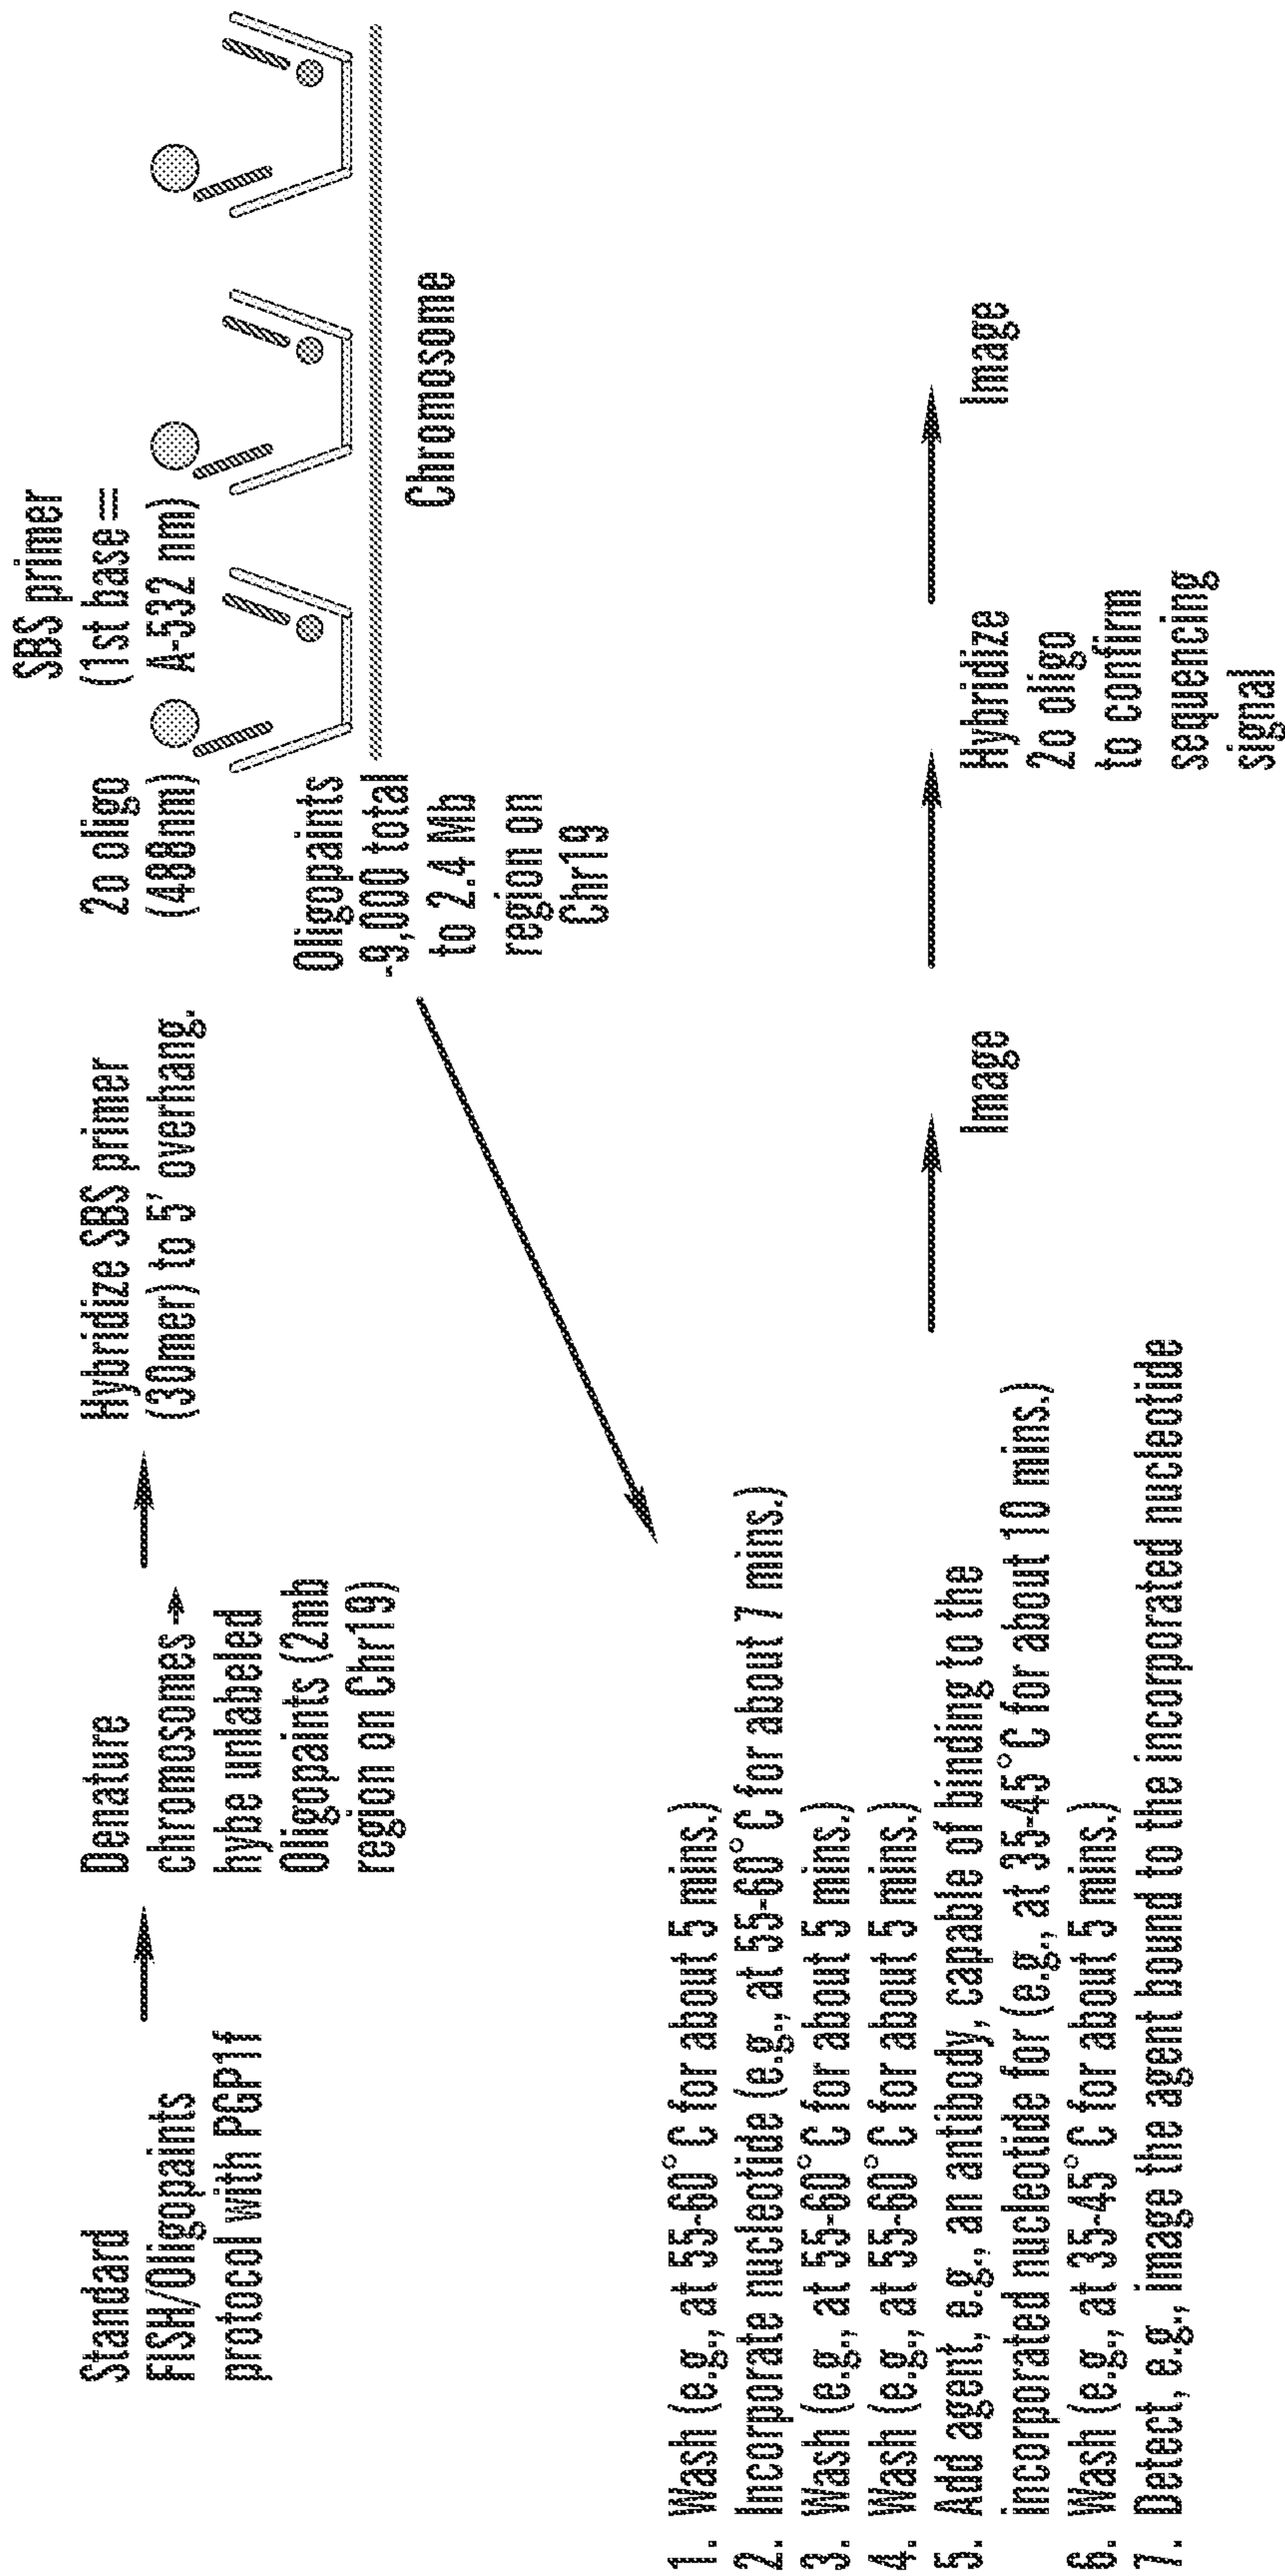 Standard
FISH/Oligopaints
protocol with PGP1f
Denature
chromosomes→
hybe unlabeled
Oligopaints (2mb
region on Chr19)
Hybridize SBS primer
(30mer) to 5' overhang.
2o oligo
(488nm)
SBS primer
(1st base =
A-532 nm)
Oligopaints
-9,000 total
to 2.4 Mb
region on
Chr19
Chromosome
1. Wash (e.g., at 55-60°C for about 5 mins.)
2. Incorporate nucleotide (e.g., at 55-60°C for about 7 mins.)
3. Wash (e.g., at 55-60°C for about 5 mins.)
4. Wash (e.g., at 55-60°C for about 5 mins.)
5. Add agent, e.g., an antibody, capable of binding to the
incorporated nucleotide for (e.g., at 35-45°C for about 10 mins.)
6. Wash (e.g., at 35-45°C for about 5 mins.)
7. Detect, e.g., image the agent bound to the incorporated nucleotide
Image
Hybridize
2o oligo
to confirm
sequencing
signal
Image